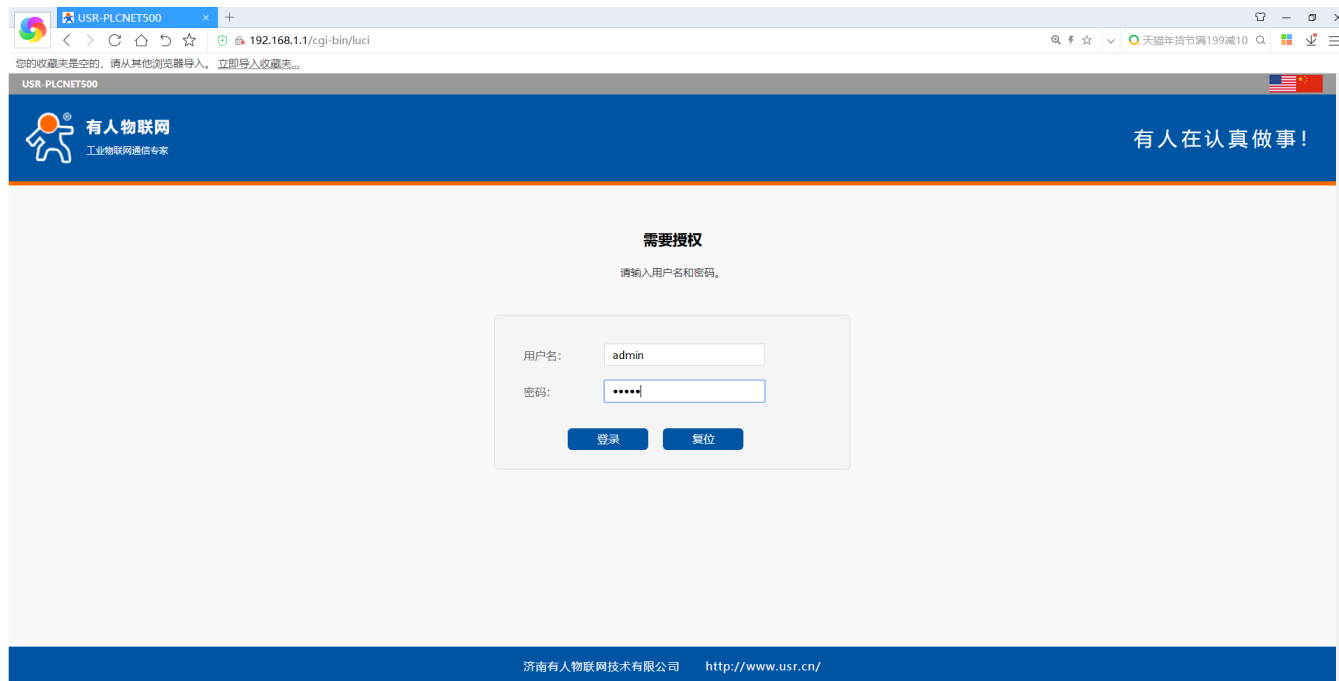 USR-PLCNET500
192.168.1.1/cgi-bin/luci
天猫年货节满199减10
您的收藏夹是空的，请从其他浏览器导入。 立即导入收藏夹...
USR-PLCNET500
®
有人物联网
工业物联网通信专家
有人在认真做事！
需要授权
请输入用户名和密码。
用户名： admin
密码： •••••
登录 复位
济南有人物联网技术有限公司 http://www.usr.cn/